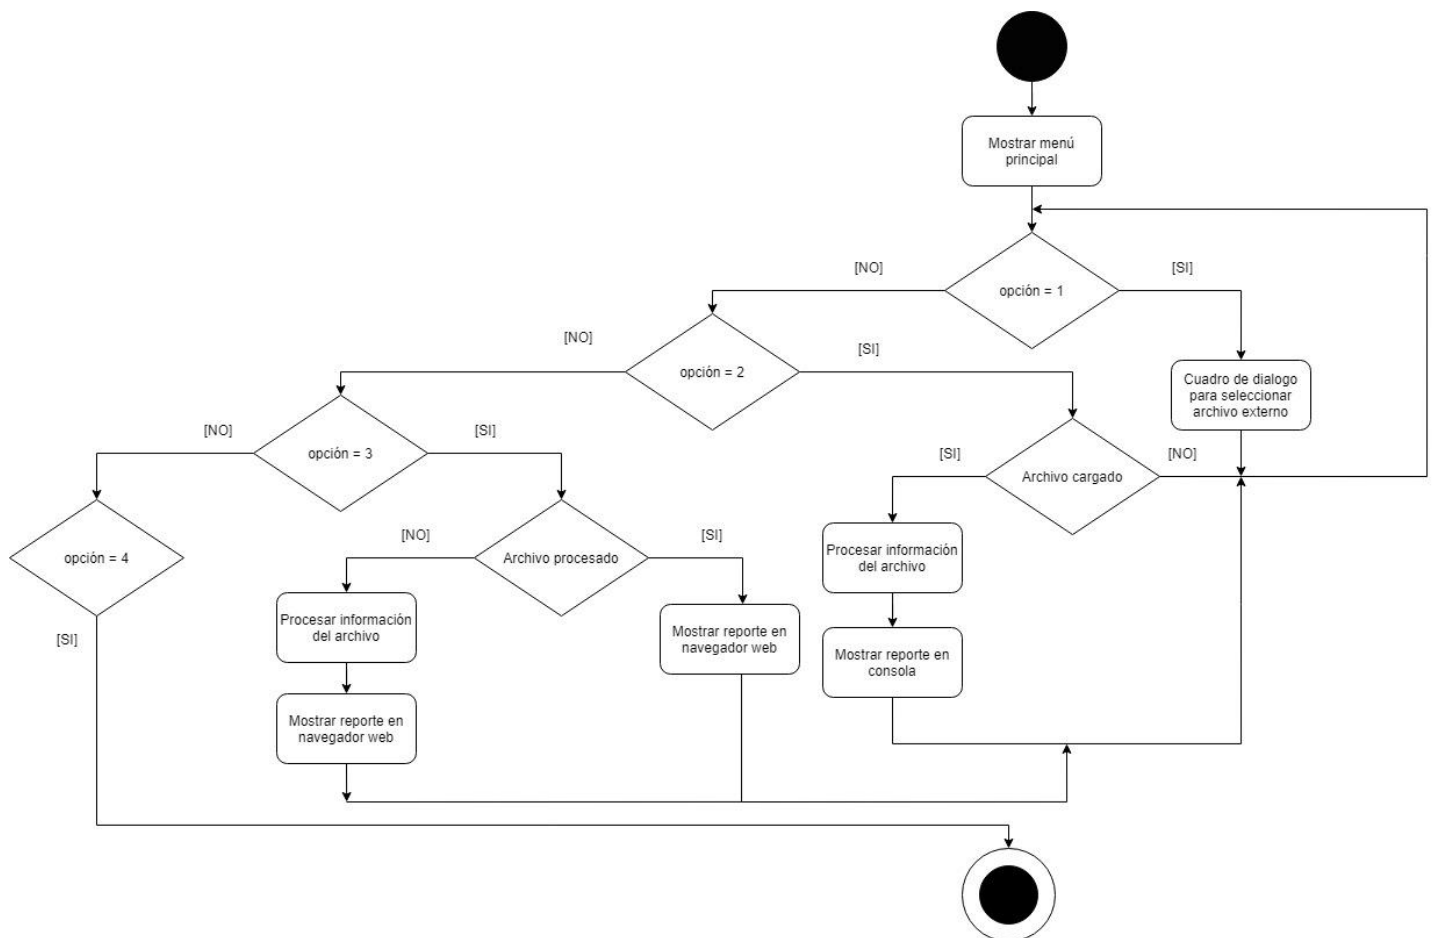 Mostrar menú
principal
[NO]
[SI]
opción = 1
[NO]
[SI]
opción = 2
Cuadro de dialogo
para seleccionar
archivo externo
[NO]
[SI]
opción = 3
[SI]
[NO]
Archivo cargado
[NO]
[SI]
opción = 4
Archivo procesado
Procesar información
del archivo
Procesar información
del archivo
Mostrar reporte en
navegador web
[SI]
Mostrar reporte en
consola
Mostrar reporte en
navegador web